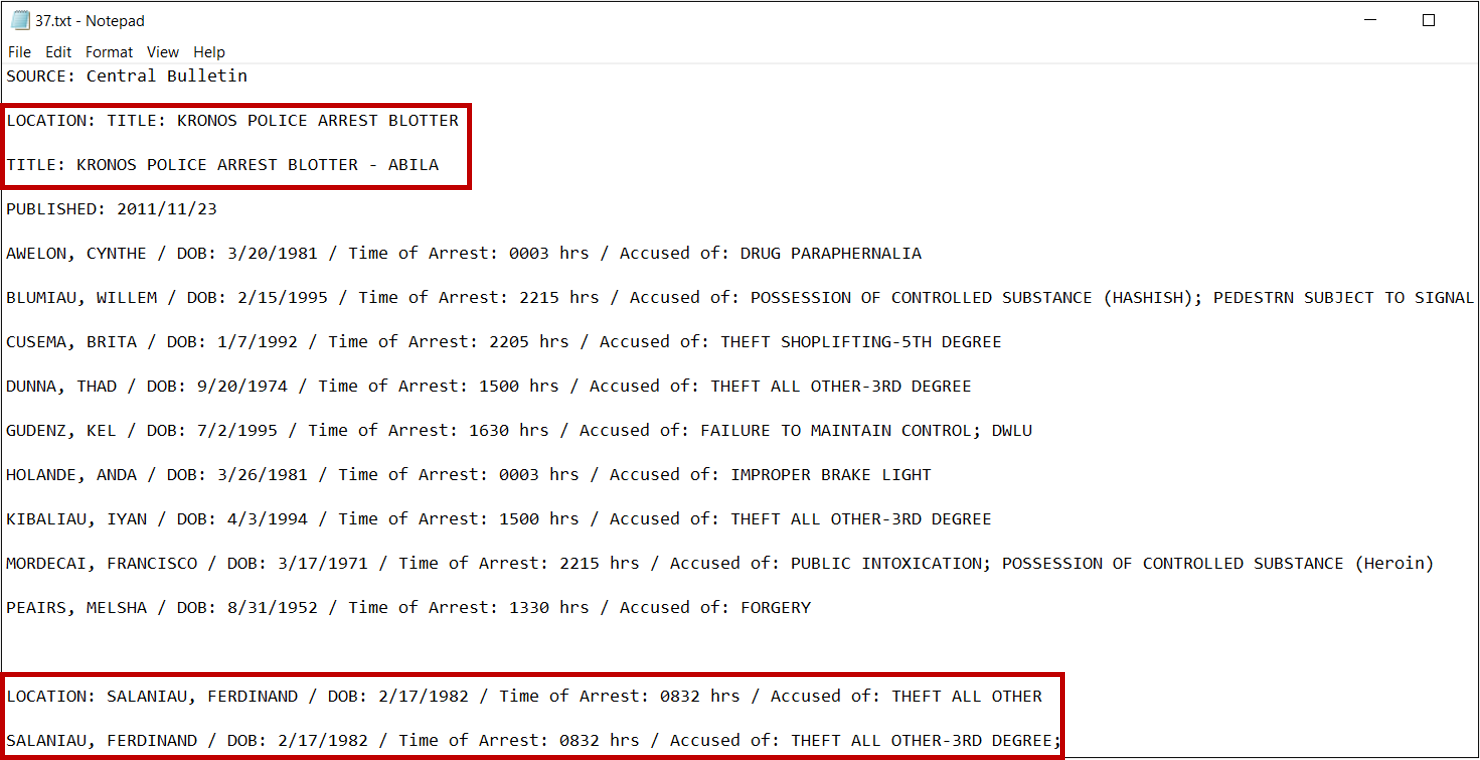 37.txt - Notepad
File Edit Format View Help
SOURCE: Central Bulletin
LOCATION: TITLE: KRONOS POLICE ARREST BLOTTER
TITLE: KRONOS POLICE ARREST BLOTTER - ABILA
PUBLISHED: 2011/11/23
AWELON, CYNTHE / DOB: 3/20/1981 / Time of Arrest: 0003 hrs / Accused of: DRUG PARAPHERNALIA
BLUMIAU, WILLEM / DOB: 2/15/1995 / Time of Arrest: 2215 hrs / Accused of: POSSESSION OF CONTROLLED SUBSTANCE (HASHISH); PEDESTRN SUBJECT TO SIGNAL
CUSEMA, BRITA / DOB: 1/7/1992 / Time of Arrest: 2205 hrs / Accused of: THEFT SHOPLIFTING-5TH DEGREE
DUNNA, THAD / DOB: 9/20/1974 / Time of Arrest: 1500 hrs / Accused of: THEFT ALL OTHER-3RD DEGREE
GUDENZ, KEL / DOB: 7/2/1995 / Time of Arrest: 1630 hrs / Accused of: FAILURE TO MAINTAIN CONTROL; DWLU
HOLANDE, ANDA / DOB: 3/26/1981 / Time of Arrest: 0003 hrs / Accused of: IMPROPER BRAKE LIGHT
KIBALIAU, IYAN / DOB: 4/3/1994 / Time of Arrest: 1500 hrs / Accused of: THEFT ALL OTHER-3RD DEGREE
MORDECAI, FRANCISCO / DOB: 3/17/1971 / Time of Arrest: 2215 hrs / Accused of: PUBLIC INTOXICATION; POSSESSION OF CONTROLLED SUBSTANCE (Heroin)
PEAIRS, MELSHA / DOB: 8/31/1952 / Time of Arrest: 1330 hrs / Accused of: FORGERY
LOCATION: SALANIAU, FERDINAND / DOB: 2/17/1982 / Time of Arrest: 0832 hrs / Accused of: THEFT ALL OTHER
SALANIAU, FERDINAND / DOB: 2/17/1982 / Time of Arrest: 0832 hrs / Accused of: THEFT ALL OTHER-3RD DEGREE;